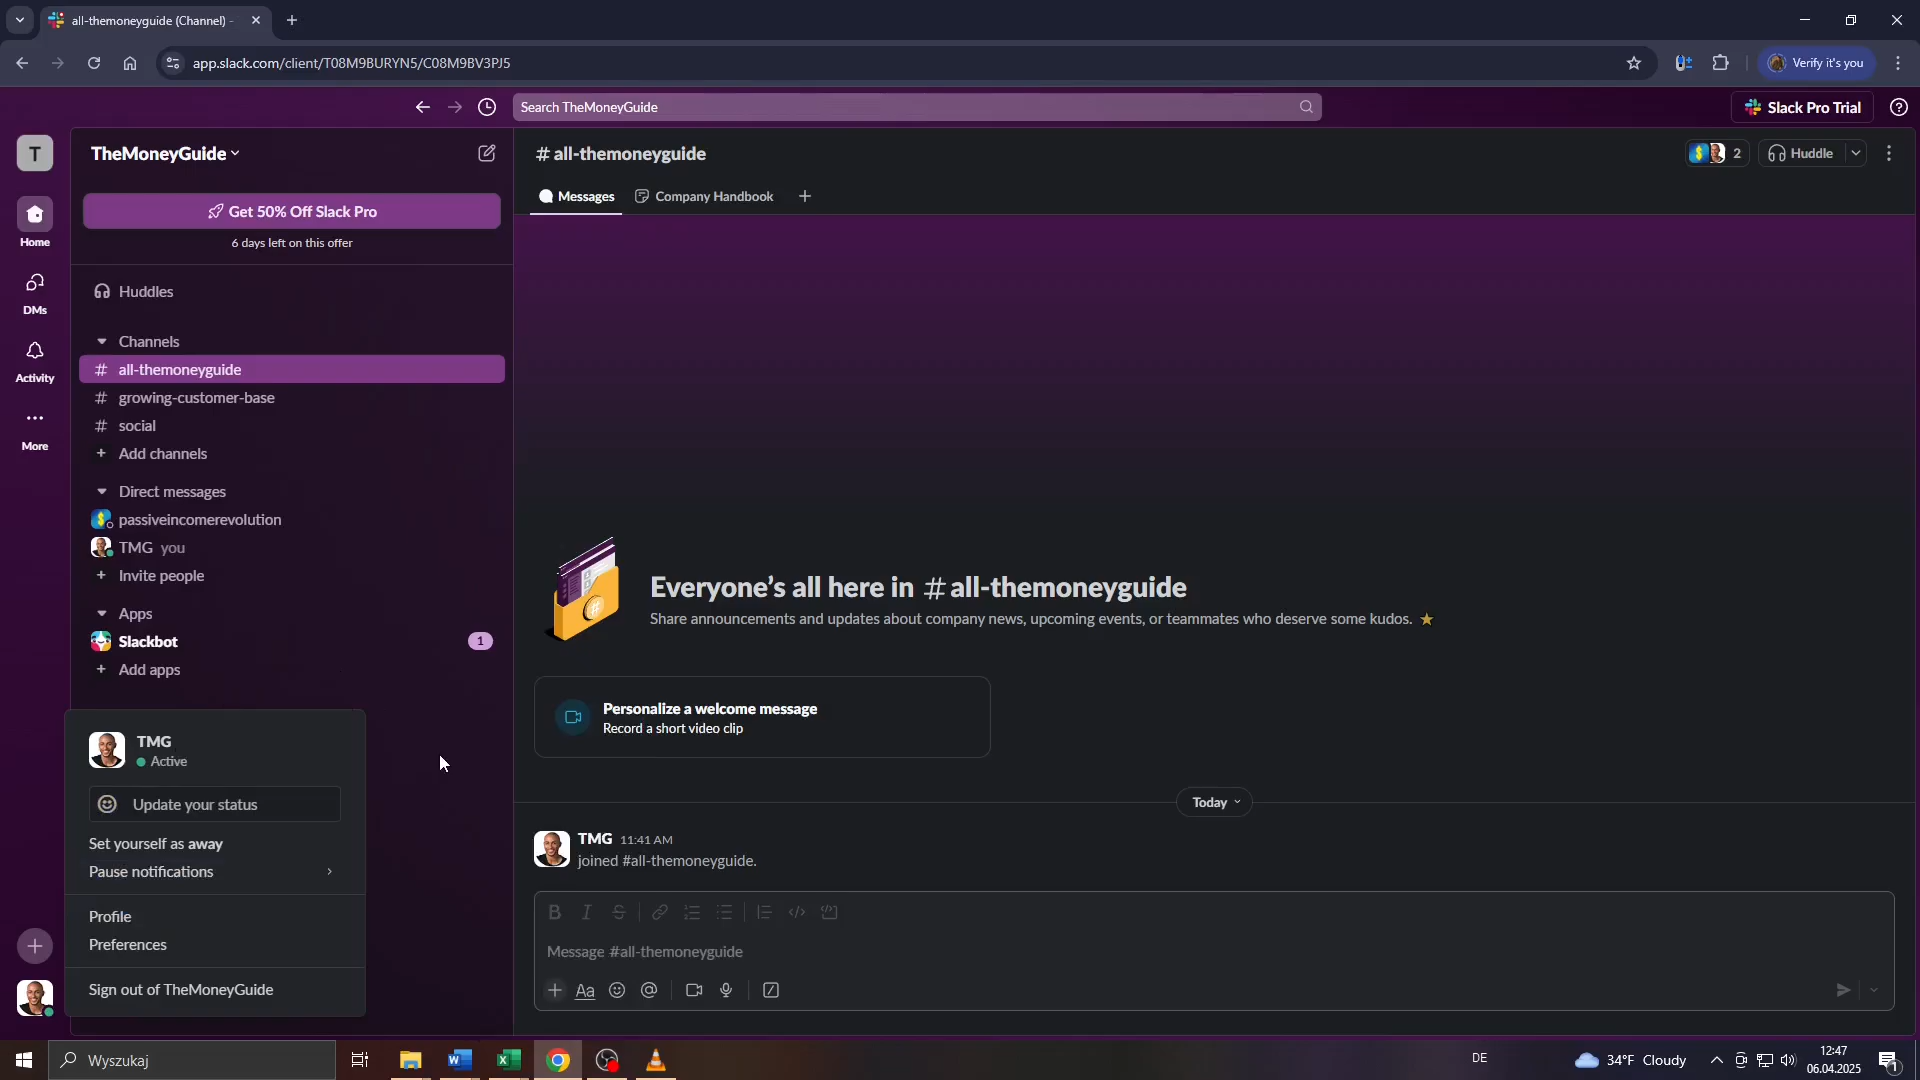 all-themoneyguide (Channel) -
app.slack.com/client/T08M9BURYN5/C08M9BV3PJ5
Verify it's you
Search TheMoneyGuide
Slack Pro Trial
T
TheMoneyGuide
# all-themoneyguide
2
Huddle
Messages
Company Handbook
Get 50% Off Slack Pro
6 days left on this offer
Home
DMs
Activity
More
Huddles
Channels
# all-themoneyguide
# growing-customer-base
# social
+ Add channels
Direct messages
passiveincomerevolution
TMG you
+ Invite people
Apps
Slackbot
1
+ Add apps
Everyone's all here in # all-themoneyguide
Share announcements and updates about company news, upcoming events, or teammates who deserve some kudos.
Personalize a welcome message
Record a short video clip
Today
TMG 11:41 AM
joined #all-themoneyguide.
Message #all-themoneyguide
Aa
TMG
Active
Update your status
Set yourself as away
Pause notifications
Profile
Preferences
Sign out of TheMoneyGuide
Wyszukaj
DE
34°F Cloudy
12:47
06.04.2025
1